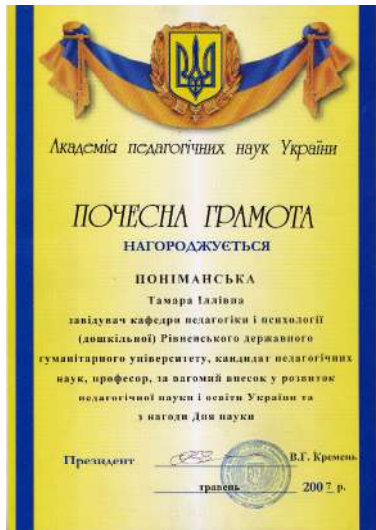 Академія педагогічних наук України
ПОЧЕСНА ГРАМОТА
НАГОРОДЖУЄТЬСЯ
ПОНІМАНСЬКА
Тамара Іллівна
завідувач кафедри педагогіки і психології
(дошкільної) Рівненського державного
гуманітарного університету, кандидат педагогічних
наук, професор, за вагомий внесок у розвиток
педагогічної науки і освіти України та
з нагоди Дня науки
Президент В.Г. Кремень
травень 2007 р.